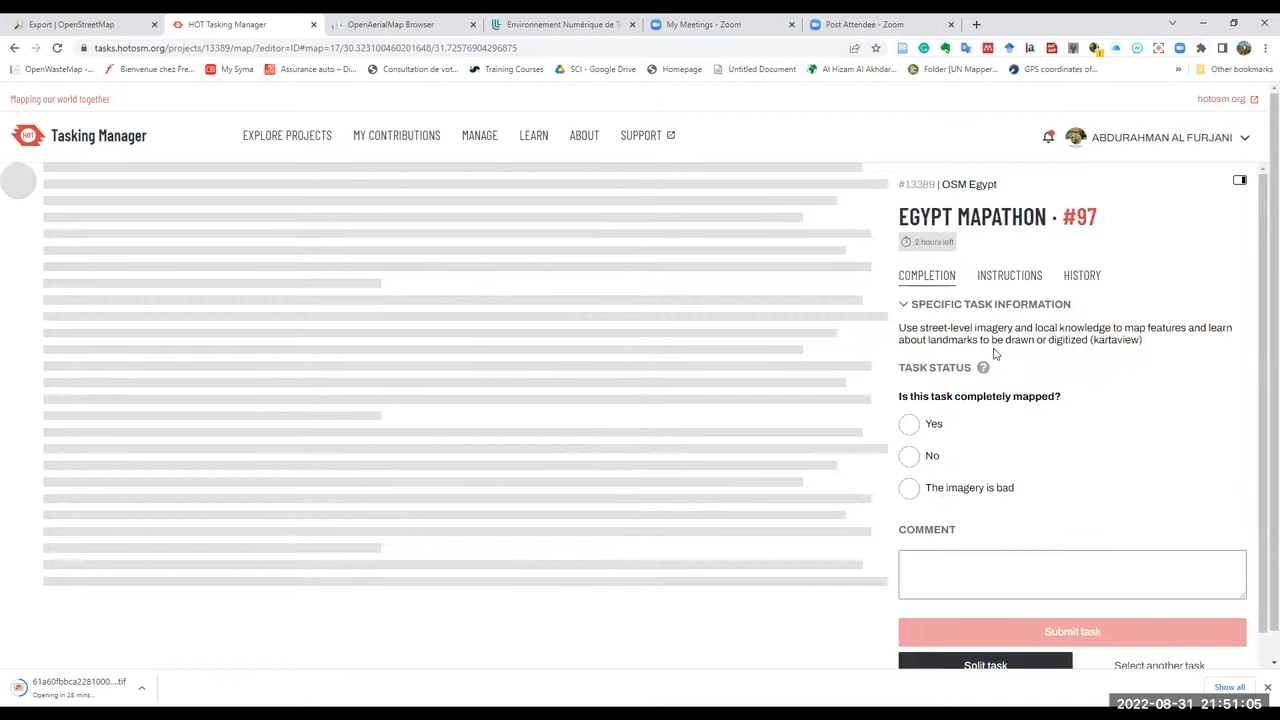 Export | OpenStreetMap
HOT Tasking Manager
OpenAerialMap Browser
Environnement Numérique de T
My Meetings - Zoom
Post Attendee - Zoom
tasks.hotosm.org/projects/13389/map/?editor=ID#map=17/30.323100460201648/31.72576904296875
OpenWasteMap -...
Bienvenue chez Fre...
My Syma
Assurance auto – Di...
Consultation de vot...
Training Courses
SCI - Google Drive
Homepage
Untitled Document
Al Hizam Al Akhdar...
Folder [UN Mapper...
GPS coordinates of...
»
Other bookmarks
Mapping our world together
hotosm.org
HOT
Tasking Manager
EXPLORE PROJECTS
MY CONTRIBUTIONS
MANAGE
LEARN
ABOUT
SUPPORT
ABDURAHMAN AL FURJANI
#13389 | OSM Egypt
EGYPT MAPATHON · #97
2 hours left
COMPLETION
INSTRUCTIONS
HISTORY
SPECIFIC TASK INFORMATION
Use street-level imagery and local knowledge to map features and learn
about landmarks to be drawn or digitized (kartaview)
TASK STATUS ?
Is this task completely mapped?
Yes
No
The imagery is bad
COMMENT
Submit task
Split task
Select another task
61a60fbbca2281000....tif
Opening in 28 mins...
Show all
2022-08-31 21:51:05